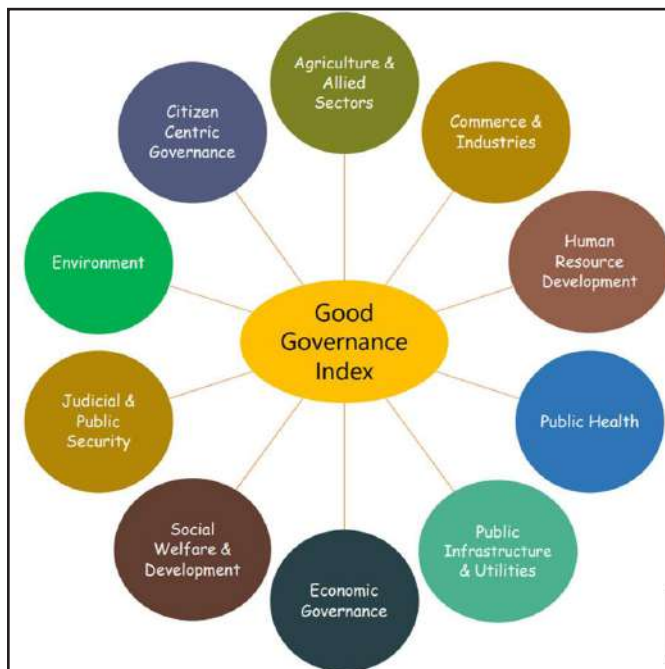 Agriculture &
Allied
Sectors
Commerce &
Industries
Human
Resource
Development
Public Health
Public
Infrastructure
& Utilities
Economic
Governance
Social
Welfare &
Development
Judicial &
Public
Security
Environment
Citizen
Centric
Governance
Good
Governance
Index